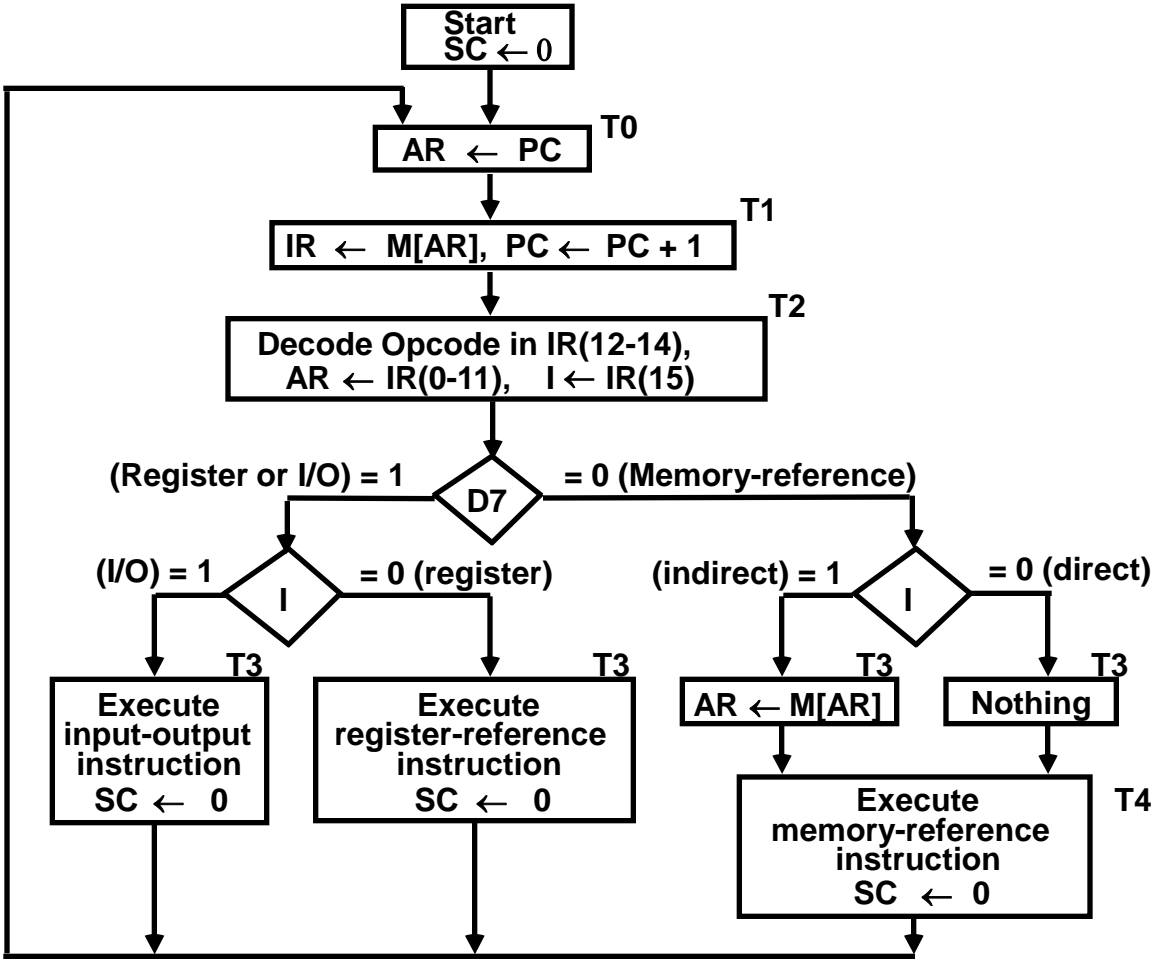 Start
SC ← 0
T0
AR ← PC
T1
IR ← M[AR], PC ← PC + 1
T2
Decode Opcode in IR(12-14),
AR ← IR(0-11), I ← IR(15)
(Register or I/O) = 1
= 0 (Memory-reference)
D7
(I/O) = 1
= 0 (register)
(indirect) = 1
= 0 (direct)
I
I
T3
T3
T3
T3
Execute
input-output
instruction
SC ← 0
Execute
register-reference
instruction
SC ← 0
AR ← M[AR]
Nothing
Execute
memory-reference
instruction
SC ← 0
T4